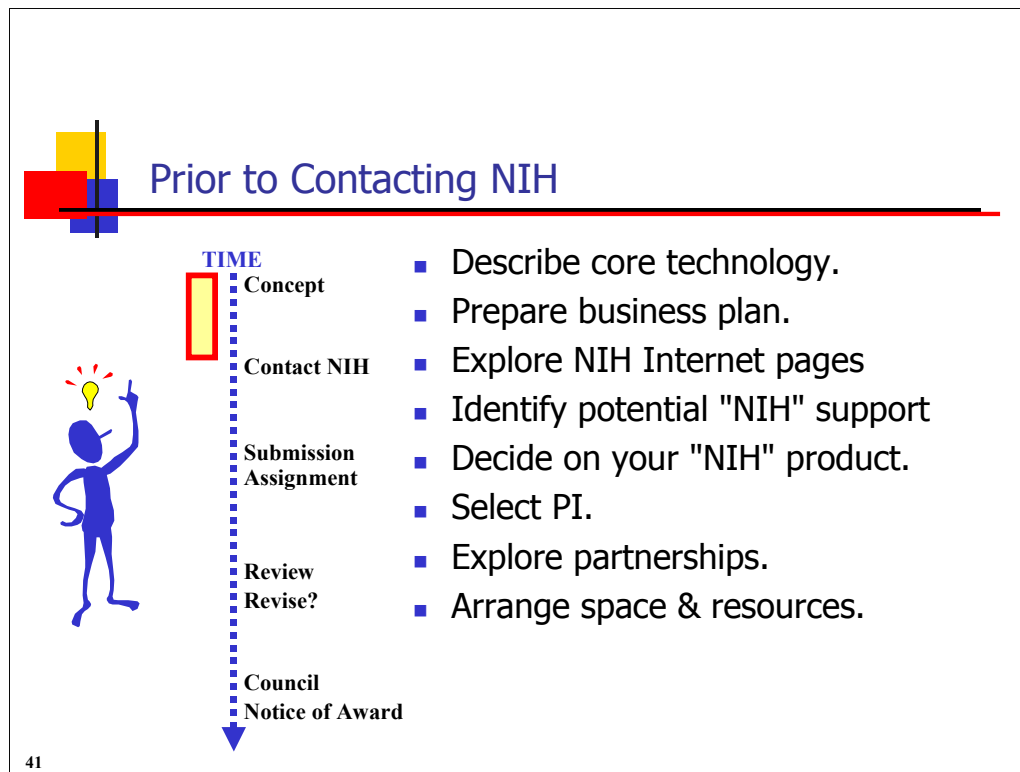 Prior to Contacting NIH
TIME
Concept
Contact NIH
Submission
Assignment
Review
Revise?
Council
Notice of Award
Describe core technology.
Prepare business plan.
Explore NIH Internet pages
Identify potential "NIH" support
Decide on your "NIH" product.
Select PI.
Explore partnerships.
Arrange space & resources.
41